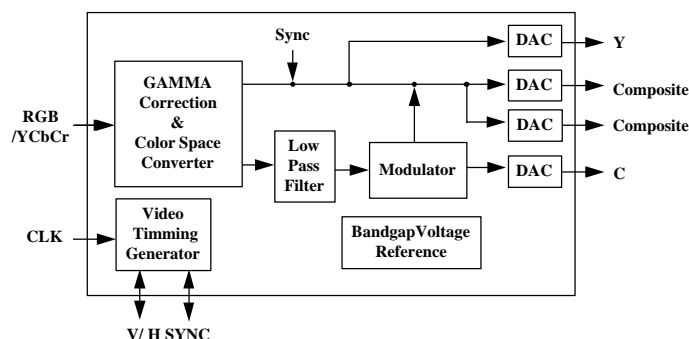 Sync
DAC
Y
GAMMA
Correction
&
Color Space
Converter
DAC
Composite
RGB
/YCbCr
DAC
Composite
Low
Pass
Filter
Modulator
DAC
C
Video
Timming
Generator
CLK
BandgapVoltage
Reference
V/ H SYNC